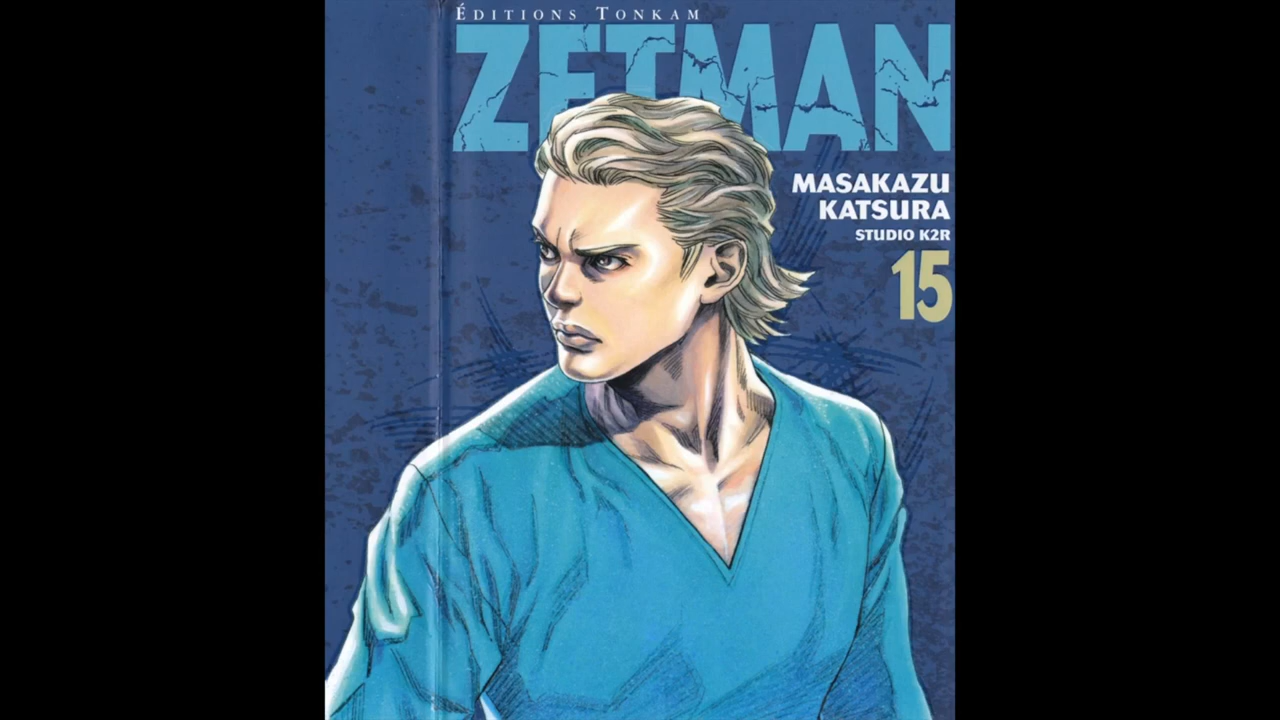 ÉDITIONS TONKAM
ZETMAN
MASAKAZU
KATSURA
STUDIO K2R
15